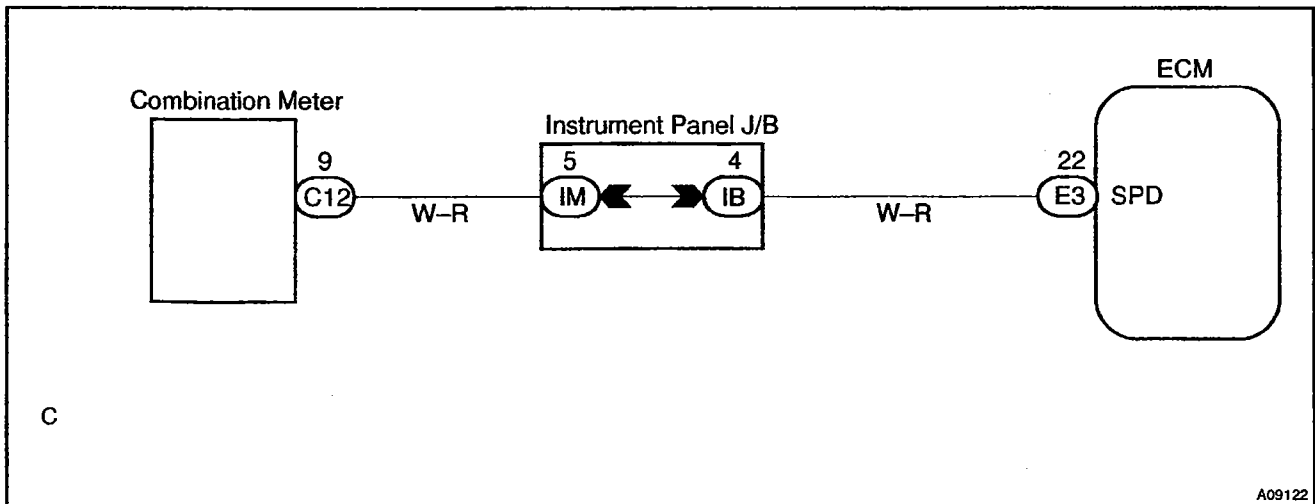 ECM
Combination Meter
Instrument Panel J/B
9
5
4
22
C12
W–R
IM
IB
W–R
E3
SPD
C
A09122